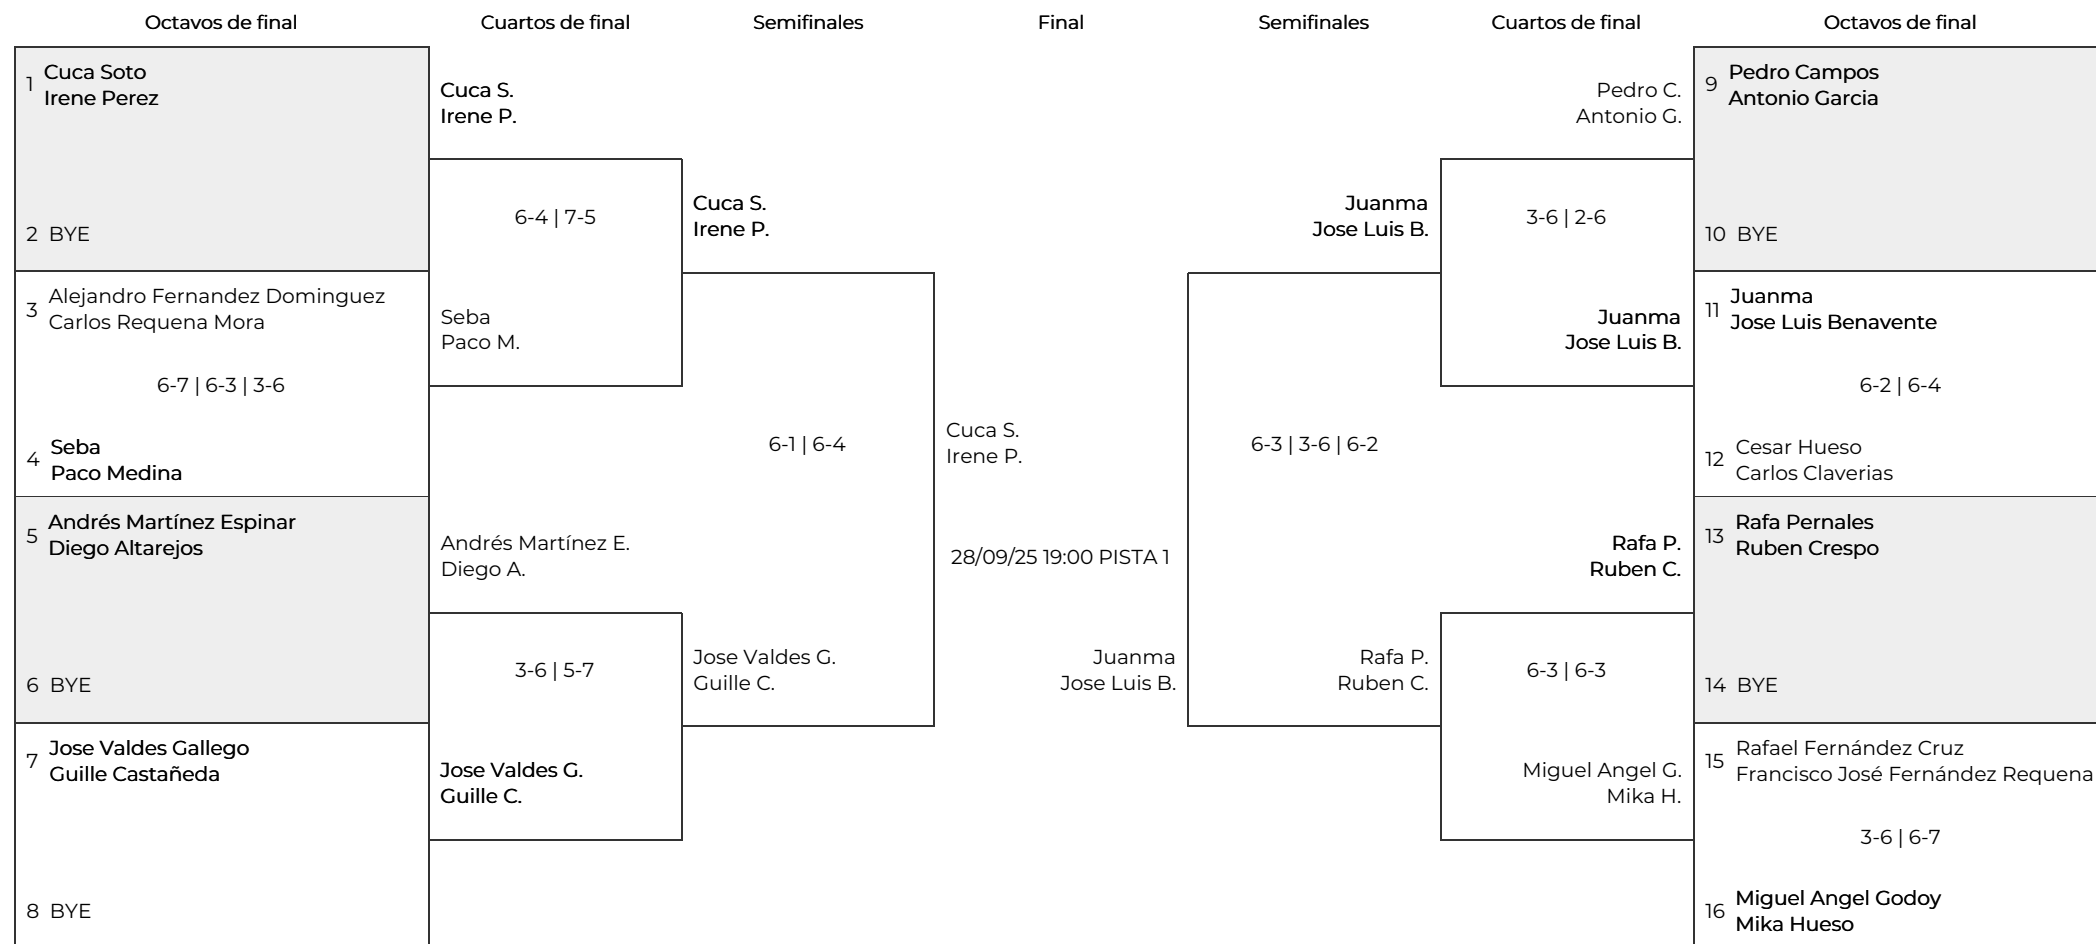 Octavos de final
Cuartos de final
Semifinales
Final
Semifinales
Cuartos de final
Octavos de final
1
Cuca Soto
Irene Perez
2 BYE
3
Alejandro Fernandez Dominguez
Carlos Requena Mora
6-7 | 6-3 | 3-6
4
Seba
Paco Medina
5
Andrés Martínez Espinar
Diego Altarejos
6 BYE
7
Jose Valdes Gallego
Guille Castañeda
8 BYE
Cuca S.
Irene P.
6-4 | 7-5
Seba
Paco M.
Andrés Martínez E.
Diego A.
3-6 | 5-7
Jose Valdes G.
Guille C.
Cuca S.
Irene P.
6-1 | 6-4
Jose Valdes G.
Guille C.
Cuca S.
Irene P.
28/09/25 19:00 PISTA 1
Juanma
Jose Luis B.
Juanma
Jose Luis B.
6-3 | 3-6 | 6-2
Rafa P.
Ruben C.
Pedro C.
Antonio G.
3-6 | 2-6
Juanma
Jose Luis B.
Rafa P.
Ruben C.
6-3 | 6-3
Miguel Angel G.
Mika H.
9
Pedro Campos
Antonio Garcia
10 BYE
11
Juanma
Jose Luis Benavente
6-2 | 6-4
12
Cesar Hueso
Carlos Claverias
13
Rafa Pernales
Ruben Crespo
14 BYE
15
Rafael Fernández Cruz
Francisco José Fernández Requena
3-6 | 6-7
16
Miguel Angel Godoy
Mika Hueso